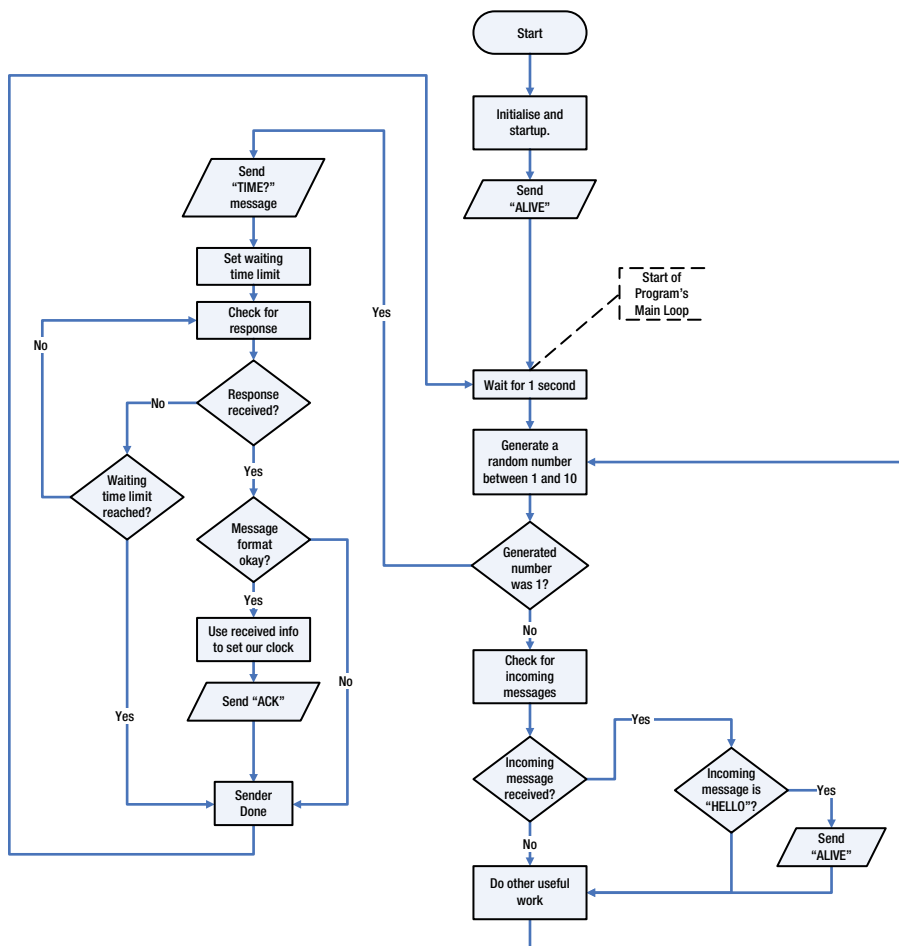 Start
Initialise and
startup.
Send
"ALIVE"
Start of
Program's
Main Loop
Wait for 1 second
Generate a
random number
between 1 and 10
Generated
number
was 1?
Yes
No
Send
“TIME?”
message
Set waiting
time limit
Check for
response
Response
received?
No
Yes
Waiting
time limit
reached?
No
Yes
Message
format
okay?
Yes
No
Use received info
to set our clock
Send “ACK”
Sender
Done
Check for
incoming
messages
Incoming
message
received?
Yes
No
Incoming
message is
“HELLO”?
Yes
Send
“ALIVE”
Do other useful
work